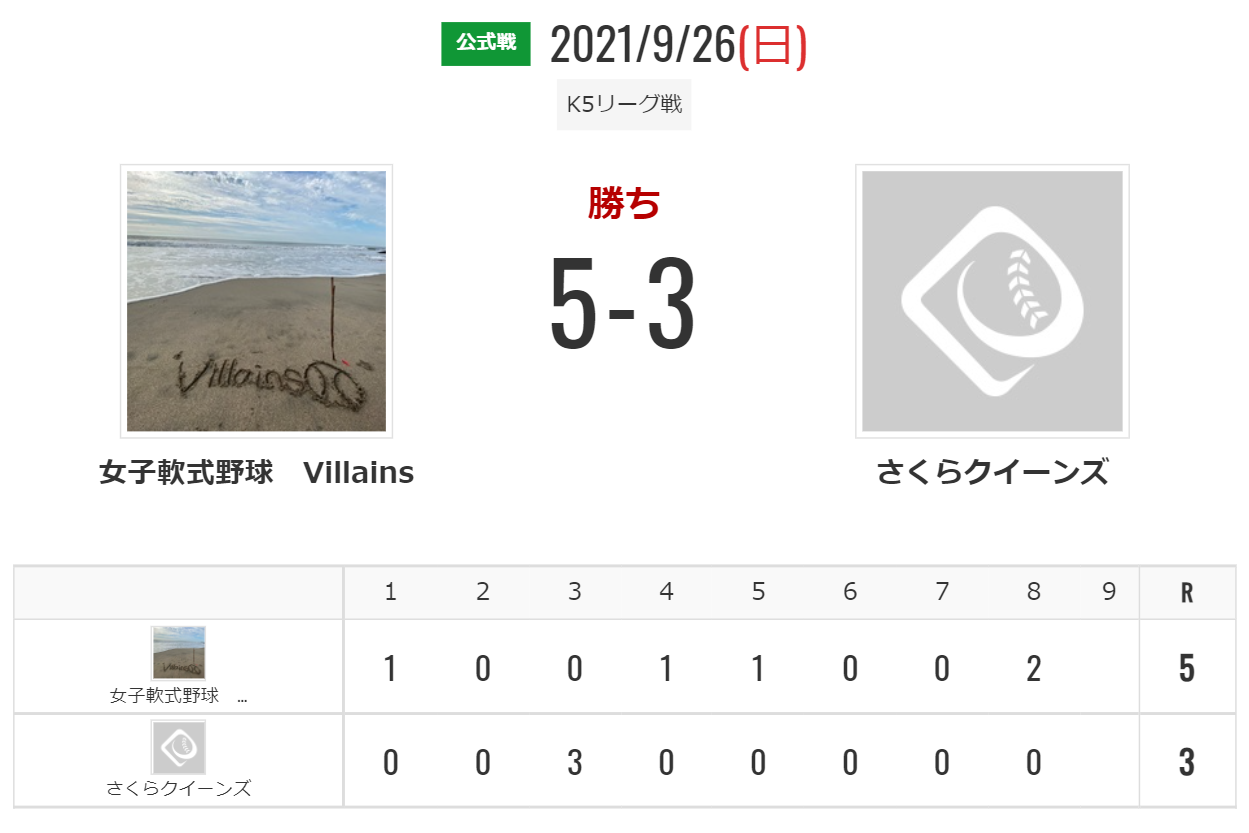 公式戦 2021/9/26(日)
K5リーグ戦
勝ち
5-3
Villains
女子軟式野球　Villains
さくらクイーンズ
1 2 3 4 5 6 7 8 9 R
女子軟式野球　...
1 0 0 1 1 0 0 2 5
さくらクイーンズ
0 0 3 0 0 0 0 0 3